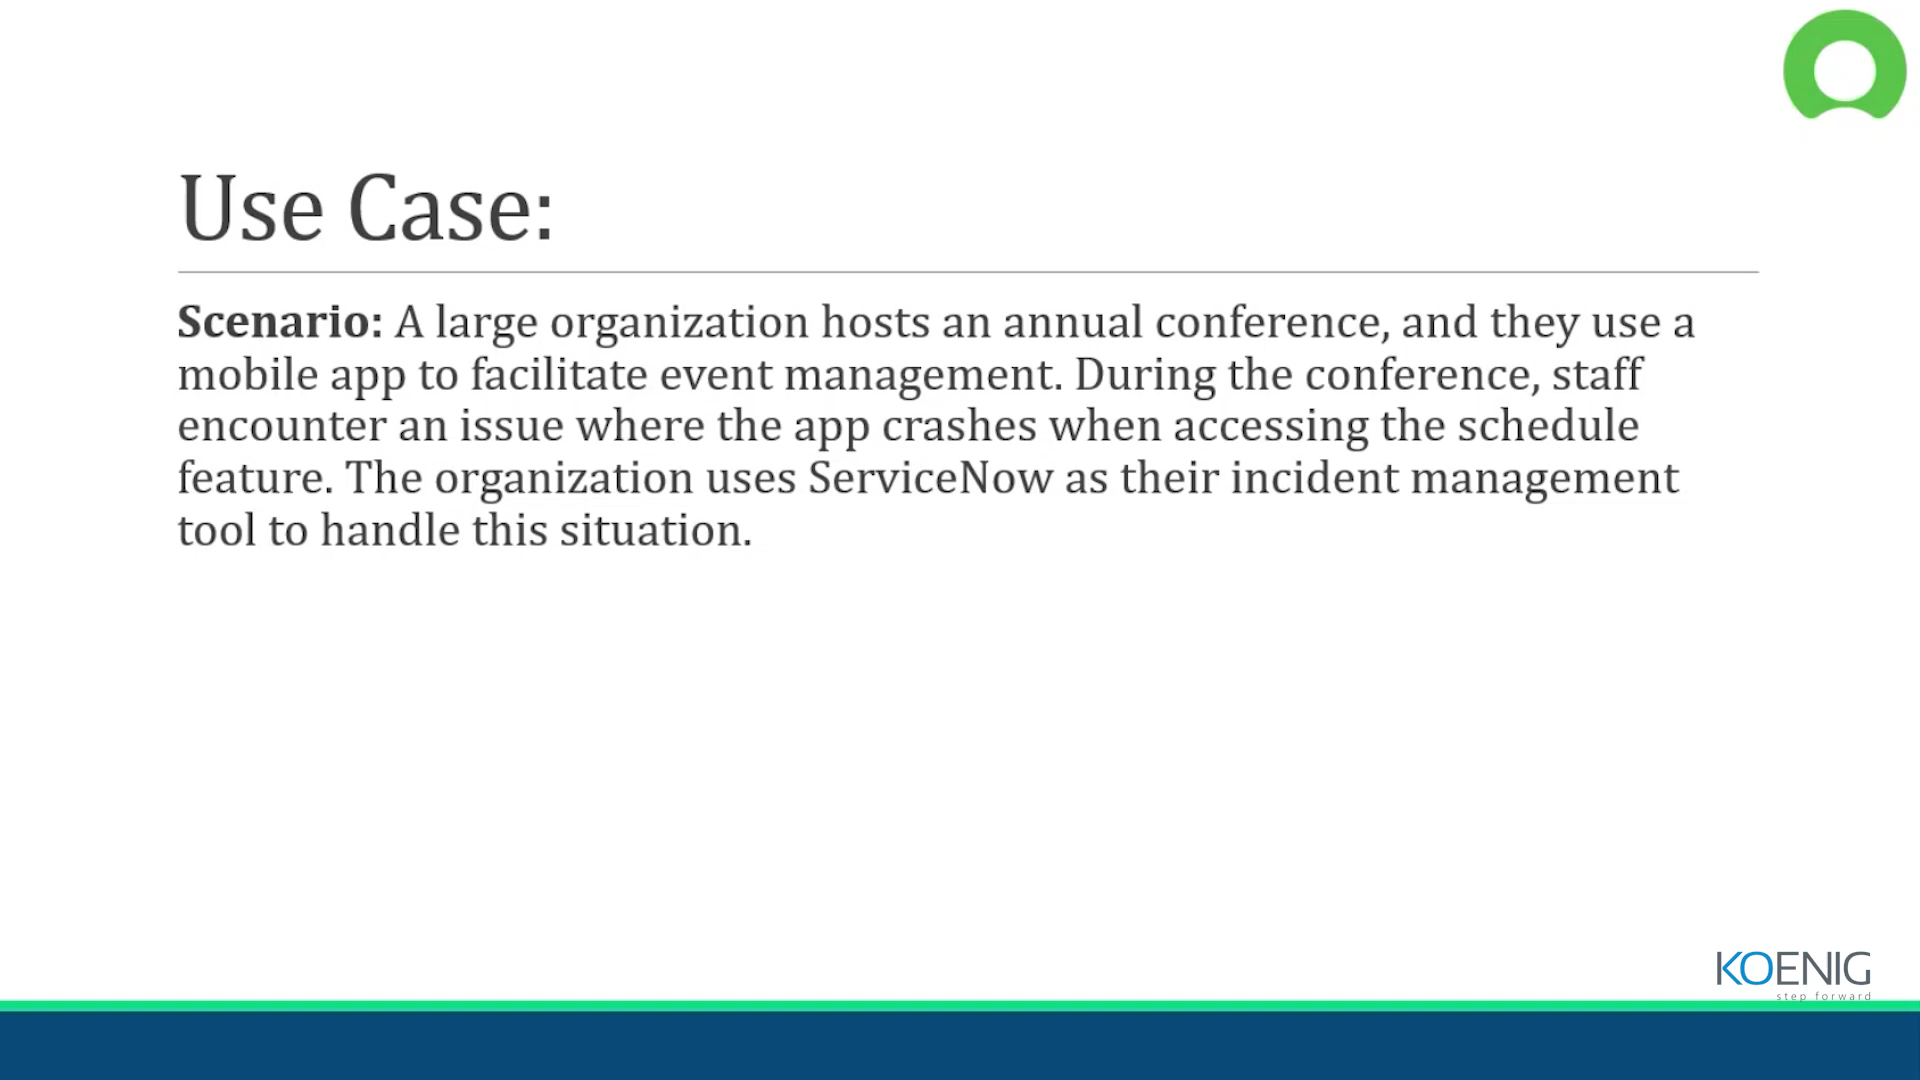 Use Case:
Scenario: A large organization hosts an annual conference, and they use a
mobile app to facilitate event management. During the conference, staff
encounter an issue where the app crashes when accessing the schedule
feature. The organization uses ServiceNow as their incident management
tool to handle this situation.
KOENIG
step forward